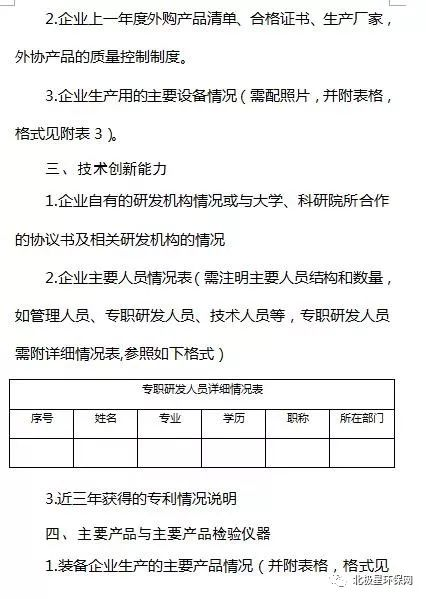 2.企业上一年度外购产品清单、合格证书、生产厂家，
外协产品的质量控制制度。
3.企业生产用的主要设备情况（需配照片，并附表格，
格式见附表 3）。
三、技术创新能力
1.企业自有的研发机构情况或与大学、科研院所合作
的协议书及相关研发机构的情况
2.企业主要人员情况表（需注明主要人员结构和数量，
如管理人员、专职研发人员、技术人员等，专职研发人员
需附详细情况表,参照如下格式）
专职研发人员详细情况表
序号 姓名 专业 学历 职称 所在部门
3.近三年获得的专利情况说明
四、主要产品与主要产品检验仪器
1.装备企业生产的主要产品情况（并附表格，格式见
北极星环保网